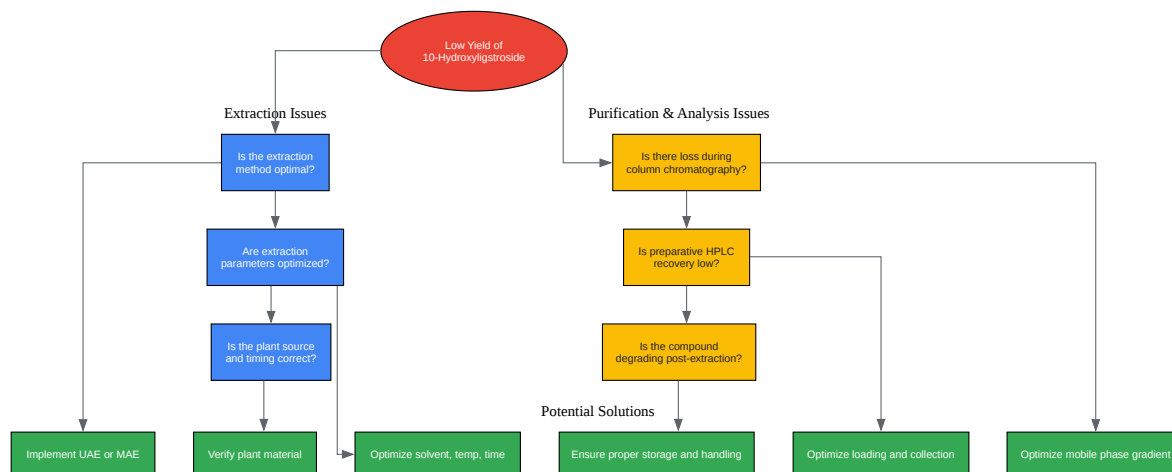 Low Yield of
10-Hydroxyligstroside
Extraction Issues
Purification & Analysis Issues
Is the extraction
method optimal?
Is there loss during
column chromatography?
Are extraction
parameters optimized?
Is preparative HPLC
recovery low?
Is the plant source
and timing correct?
Is the compound
degrading post-extraction?
Potential Solutions
Implement UAE or MAE
Verify plant material
Optimize solvent, temp, time
Ensure proper storage and handling
Optimize loading and collection
Optimize mobile phase gradient